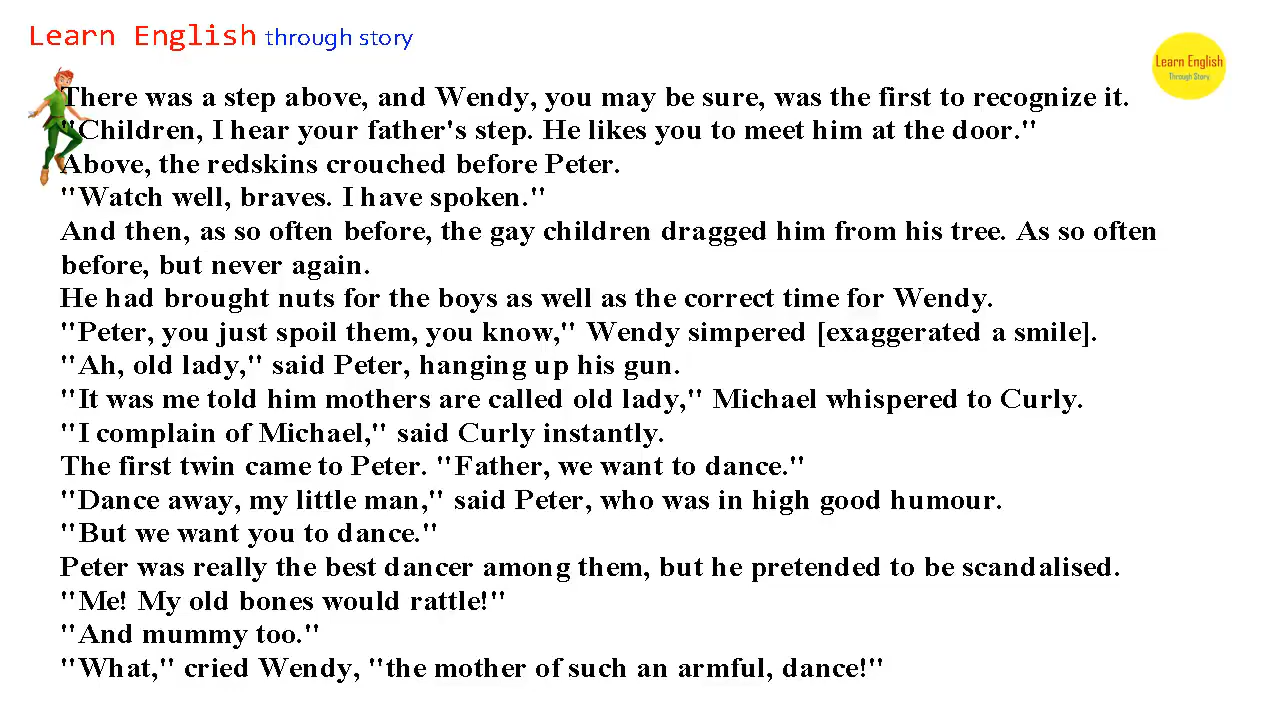 Learn English through story
Learn English
Through Story
There was a step above, and Wendy, you may be sure, was the first to recognize it.
"Children, I hear your father's step. He likes you to meet him at the door."
Above, the redskins crouched before Peter.
"Watch well, braves. I have spoken."
And then, as so often before, the gay children dragged him from his tree. As so often
before, but never again.
He had brought nuts for the boys as well as the correct time for Wendy.
"Peter, you just spoil them, you know," Wendy simpered [exaggerated a smile].
"Ah, old lady," said Peter, hanging up his gun.
"It was me told him mothers are called old lady," Michael whispered to Curly.
"I complain of Michael," said Curly instantly.
The first twin came to Peter. "Father, we want to dance."
"Dance away, my little man," said Peter, who was in high good humour.
"But we want you to dance."
Peter was really the best dancer among them, but he pretended to be scandalised.
"Me! My old bones would rattle!"
"And mummy too."
"What," cried Wendy, "the mother of such an armful, dance!"